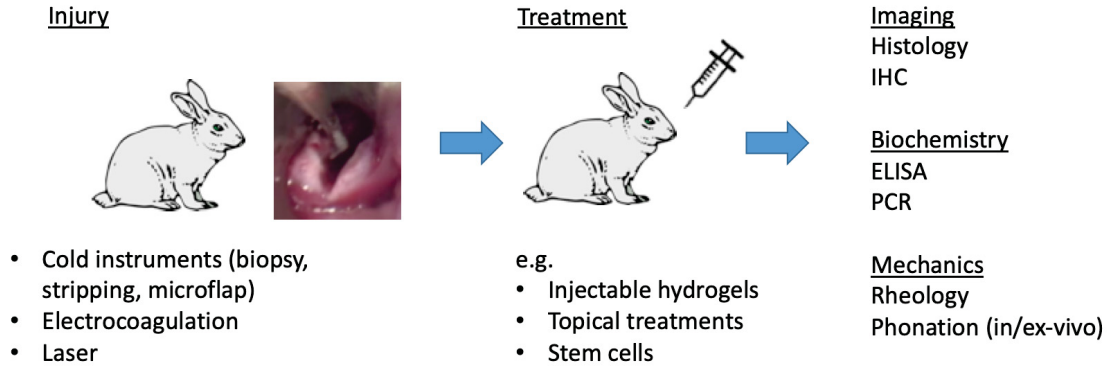 Injury
• Cold instruments (biopsy,
stripping, microflap)
• Electrocoagulation
• Laser
Treatment
e.g.
• Injectable hydrogels
• Topical treatments
• Stem cells
Imaging
Histology
IHC
Biochemistry
ELISA
PCR
Mechanics
Rheology
Phonation (in/ex-vivo)